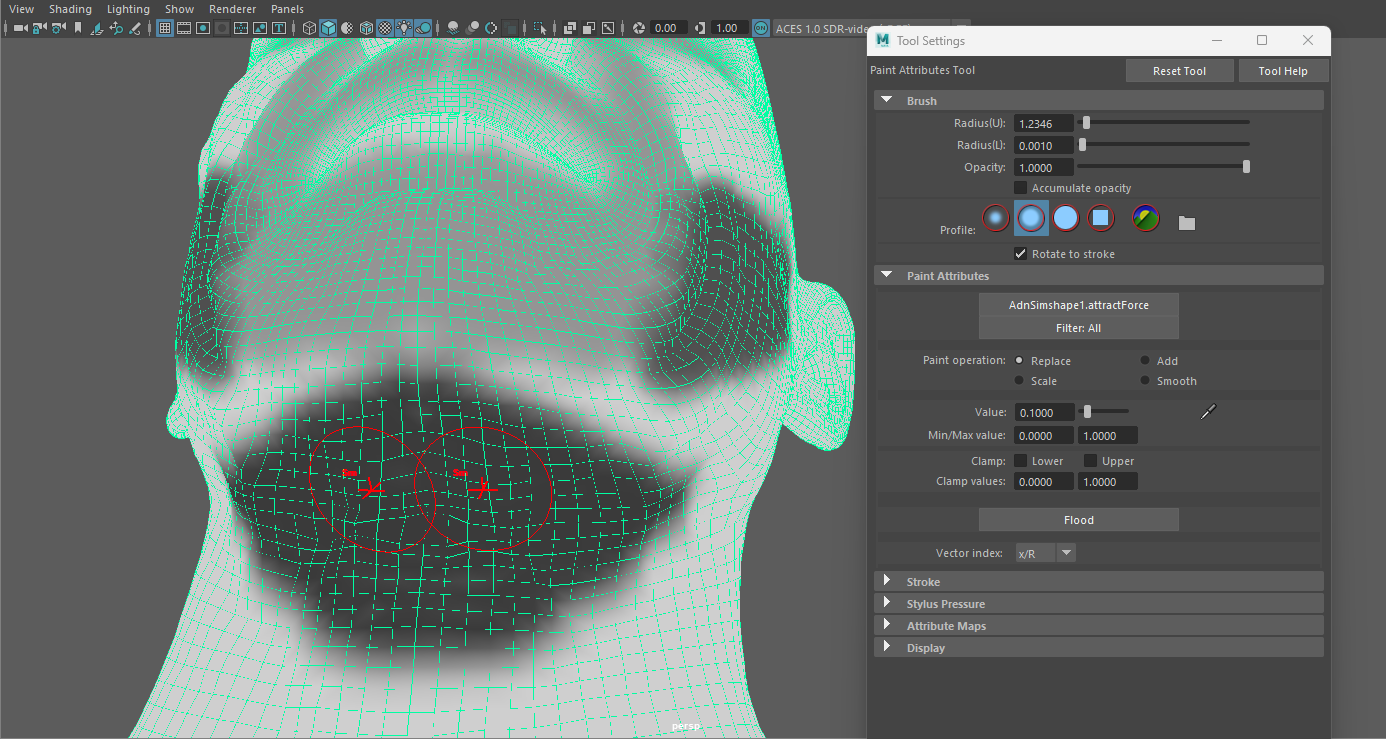 View Shading Lighting Show Renderer Panels
0.00 1.00 ON ACES 1.0 SDR-vide
M Tool Settings
Paint Attributes Tool Reset Tool Tool Help
Brush
Radius(U): 1.2346
Radius(L): 0.0010
Opacity: 1.0000
Accumulate opacity
Profile:
Rotate to stroke
Paint Attributes
AdnSimshape1.attractForce
Filter: All
Paint operation: Replace Add
Scale Smooth
Value: 0.1000
Min/Max value: 0.0000 1.0000
Clamp: Lower Upper
Clamp values: 0.0000 1.0000
Flood
Vector index: x/R
Stroke
Stylus Pressure
Attribute Maps
Display
persp